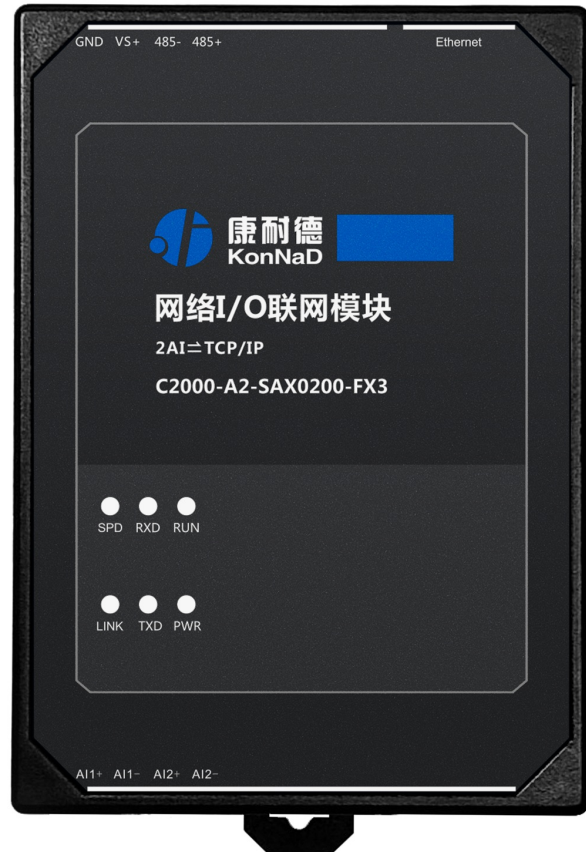 GND VS+ 485- 485+ Ethernet
康耐德
KonNaD
网络I/O联网模块
2AI⇌TCP/IP
C2000-A2-SAX0200-FX3
SPD RXD RUN
LINK TXD PWR
AI1+ AI1- AI2+ AI2-